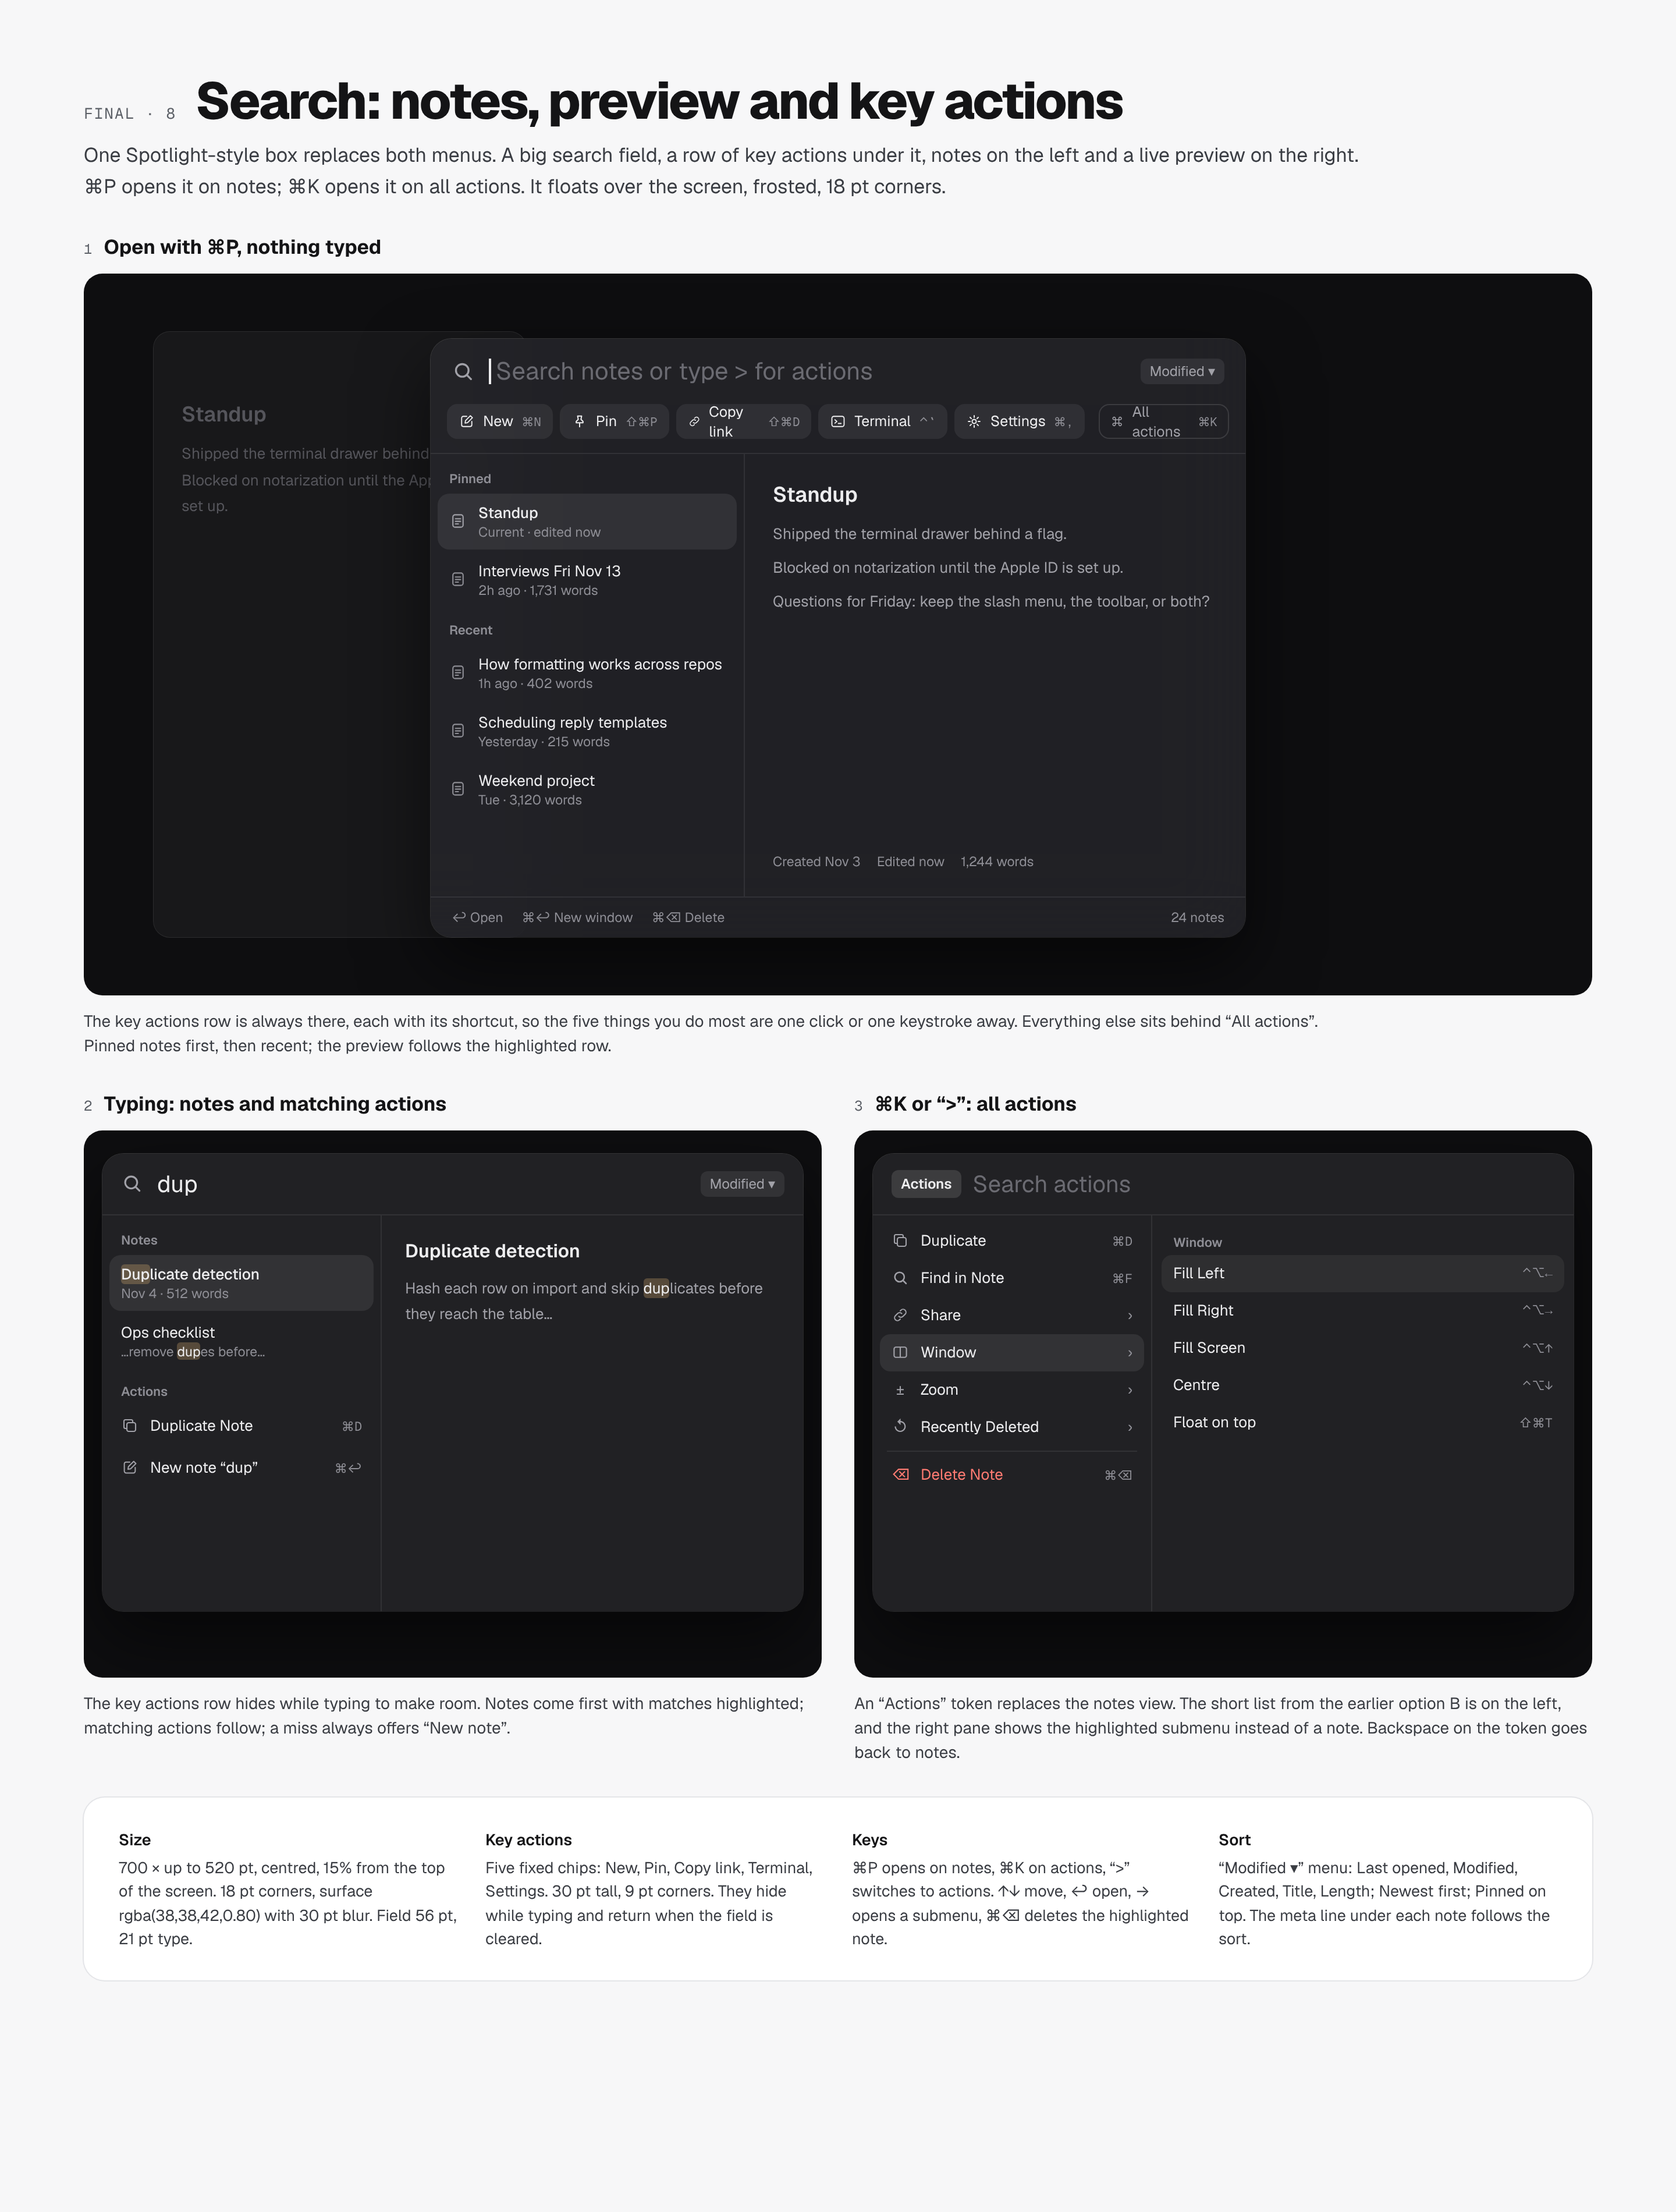 FINAL · 8 Search: notes, preview and key actions
One Spotlight-style box replaces both menus. A big search field, a row of key actions under it, notes on the left and a live preview on the right.
⌘P opens it on notes; ⌘K opens it on all actions. It floats over the screen, frosted, 18 pt corners.
1 Open with ⌘P, nothing typed
Standup
Shipped the terminal drawer behind
Blocked on notarization until the App
set up.
Search notes or type > for actions Modified ▾
New ⌘N Pin ⇧⌘P Copy link ⇧⌘D Terminal ⌃` Settings ⌘, ⌘ All actions ⌘K
Pinned
Standup
Current · edited now
Interviews Fri Nov 13
2h ago · 1,731 words
Recent
How formatting works across repos
1h ago · 402 words
Scheduling reply templates
Yesterday · 215 words
Weekend project
Tue · 3,120 words
Standup
Shipped the terminal drawer behind a flag.
Blocked on notarization until the Apple ID is set up.
Questions for Friday: keep the slash menu, the toolbar, or both?
Created Nov 3 Edited now 1,244 words
↩ Open ⌘↩ New window ⌘⌫ Delete 24 notes
The key actions row is always there, each with its shortcut, so the five things you do most are one click or one keystroke away. Everything else sits behind “All actions”.
Pinned notes first, then recent; the preview follows the highlighted row.
2 Typing: notes and matching actions
dup Modified ▾
Notes
Duplicate detection
Nov 4 · 512 words
Ops checklist
…remove dupes before…
Actions
Duplicate Note ⌘D
New note “dup” ⌘↩
Duplicate detection
Hash each row on import and skip duplicates before
they reach the table…
The key actions row hides while typing to make room. Notes come first with matches highlighted;
matching actions follow; a miss always offers “New note”.
3 ⌘K or “>”: all actions
Actions Search actions
Duplicate ⌘D
Find in Note ⌘F
Share ›
Window ›
Zoom ›
Recently Deleted ›
Delete Note ⌘⌫
Window
Fill Left ⌃⌥←
Fill Right ⌃⌥→
Fill Screen ⌃⌥↑
Centre ⌃⌥↓
Float on top ⇧⌘T
An “Actions” token replaces the notes view. The short list from the earlier option B is on the left,
and the right pane shows the highlighted submenu instead of a note. Backspace on the token goes
back to notes.
Size
700 × up to 520 pt, centred, 15% from the top
of the screen. 18 pt corners, surface
rgba(38,38,42,0.80) with 30 pt blur. Field 56 pt,
21 pt type.
Key actions
Five fixed chips: New, Pin, Copy link, Terminal,
Settings. 30 pt tall, 9 pt corners. They hide
while typing and return when the field is
cleared.
Keys
⌘P opens on notes, ⌘K on actions, “>”
switches to actions. ↑↓ move, ↩ open, →
opens a submenu, ⌘⌫ deletes the highlighted
note.
Sort
“Modified ▾” menu: Last opened, Modified,
Created, Title, Length; Newest first; Pinned on
top. The meta line under each note follows the
sort.